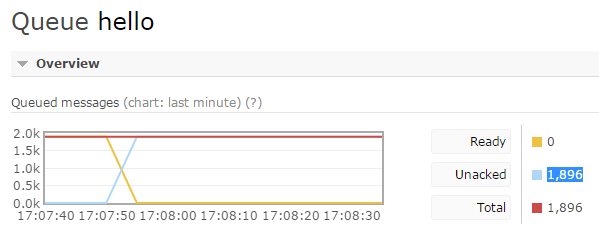 Queue hello
Overview
Queued messages (chart: last minute) (?)
2.0k
1.5k
1.0k
0.5k
0.0k
17:07:40 17:07:50 17:08:00 17:08:10 17:08:20 17:08:30
Ready 0
Unacked 1,896
Total 1,896